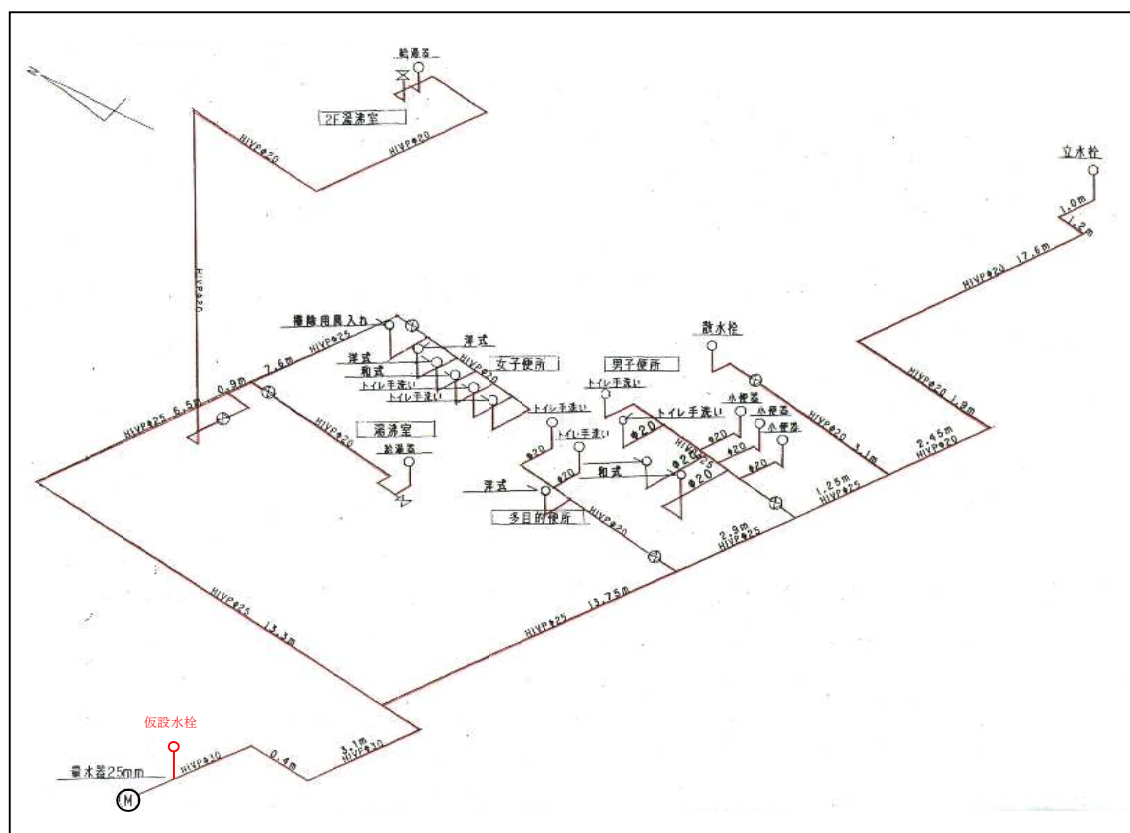 給湯器
N
2F湯沸室
HIVPφ20
HIVPφ20
HIVPφ20
立水栓
1.0m
1.2m
17.6m
HIVPφ20
掃除用具入れ
洋式
洋式
和式
トイレ手洗い
トイレ手洗い
女子便所
HIVPφ20
HIVPφ25
7.6m
0.9m
6.5m
HIVPφ25
HIVPφ20
湯沸室
給湯器
散水栓
男子便所
トイレ手洗い
トイレ手洗い
小便器
小便器
小便器
φ20
φ20
φ20
φ20
φ20
φ20
HIVPφ25
和式
トイレ手洗い
トイレ手洗い
φ20
φ20
洋式
多目的便所
HIVPφ20
HIVPφ20
3.1m
HIVPφ20
1.9m
2.45m
HIVPφ20
1.25m
HIVPφ25
2.9m
HIVPφ25
13.75m
HIVPφ25
HIVPφ25
13.3m
仮設水栓
3.1m
HIVPφ30
0.4m
HIVPφ30
量水器25mm
M